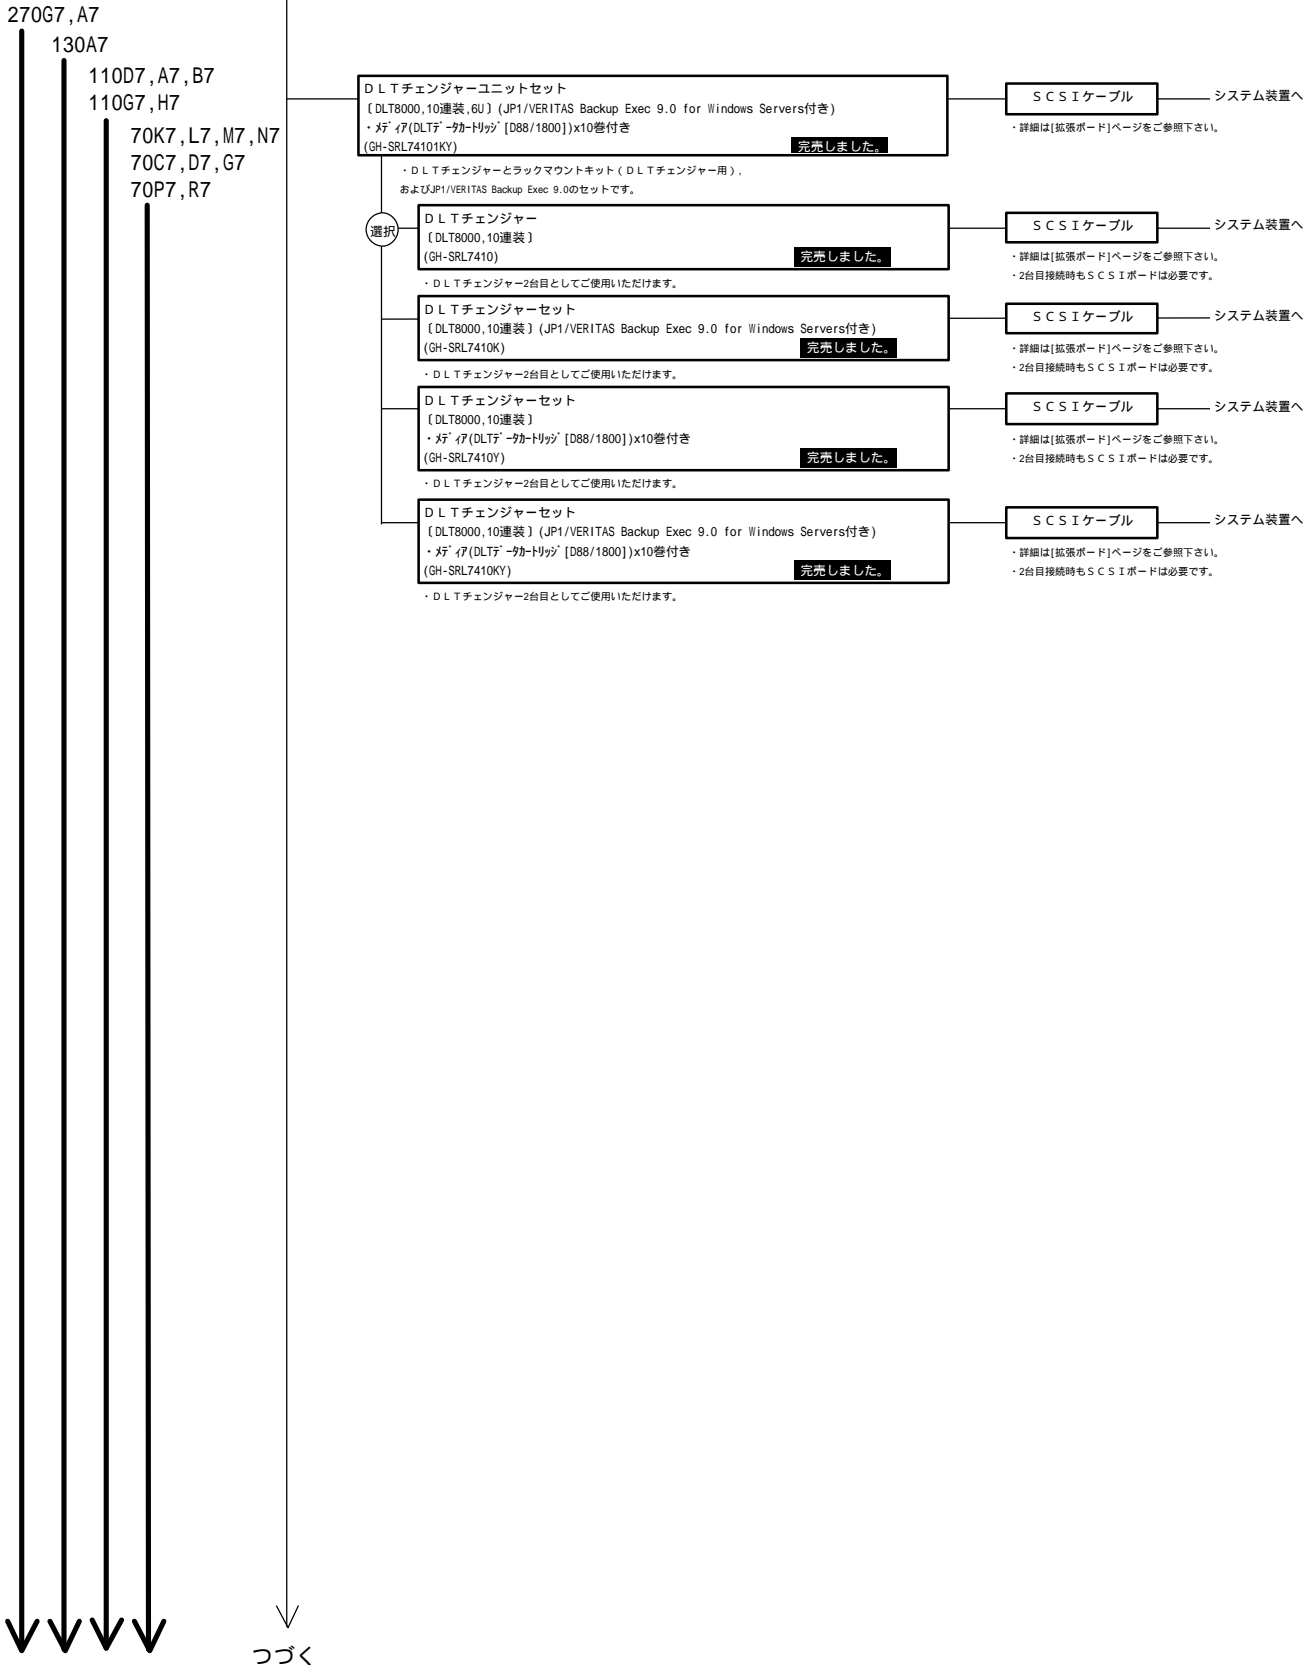 270G7,A7
130A7
110D7,A7,B7
110G7,H7
70K7,L7,M7,N7
70C7,D7,G7
70P7,R7
ＤＬＴチェンジャーユニットセット
〔DLT8000,10連装,6U〕(JP1/VERITAS Backup Exec 9.0 for Windows Servers付き)
・ﾒﾃﾞｨｱ(DLTﾃﾞｰﾀｶｰﾄﾘｯｼﾞ[D88/1800])x10巻付き
(GH-SRL74101KY)
完売しました。
ＳＣＳＩケーブル
システム装置へ
・詳細は[拡張ボード]ページをご参照下さい。
・ＤＬＴチェンジャーとラックマウントキット（ＤＬＴチェンジャー用）,
およびJP1/VERITAS Backup Exec 9.0のセットです。
選択
ＤＬＴチェンジャー
〔DLT8000,10連装〕
(GH-SRL7410)
完売しました。
ＳＣＳＩケーブル
システム装置へ
・詳細は[拡張ボード]ページをご参照下さい。
・2台目接続時もＳＣＳＩボードは必要です。
・ＤＬＴチェンジャー2台目としてご使用いただけます。
ＤＬＴチェンジャーセット
〔DLT8000,10連装〕(JP1/VERITAS Backup Exec 9.0 for Windows Servers付き)
(GH-SRL7410K)
完売しました。
ＳＣＳＩケーブル
システム装置へ
・詳細は[拡張ボード]ページをご参照下さい。
・2台目接続時もＳＣＳＩボードは必要です。
・ＤＬＴチェンジャー2台目としてご使用いただけます。
ＤＬＴチェンジャーセット
〔DLT8000,10連装〕
・ﾒﾃﾞｨｱ(DLTﾃﾞｰﾀｶｰﾄﾘｯｼﾞ[D88/1800])x10巻付き
(GH-SRL7410Y)
完売しました。
ＳＣＳＩケーブル
システム装置へ
・詳細は[拡張ボード]ページをご参照下さい。
・2台目接続時もＳＣＳＩボードは必要です。
・ＤＬＴチェンジャー2台目としてご使用いただけます。
ＤＬＴチェンジャーセット
〔DLT8000,10連装〕(JP1/VERITAS Backup Exec 9.0 for Windows Servers付き)
・ﾒﾃﾞｨｱ(DLTﾃﾞｰﾀｶｰﾄﾘｯｼﾞ[D88/1800])x10巻付き
(GH-SRL7410KY)
完売しました。
ＳＣＳＩケーブル
システム装置へ
・詳細は[拡張ボード]ページをご参照下さい。
・2台目接続時もＳＣＳＩボードは必要です。
・ＤＬＴチェンジャー2台目としてご使用いただけます。
つづく